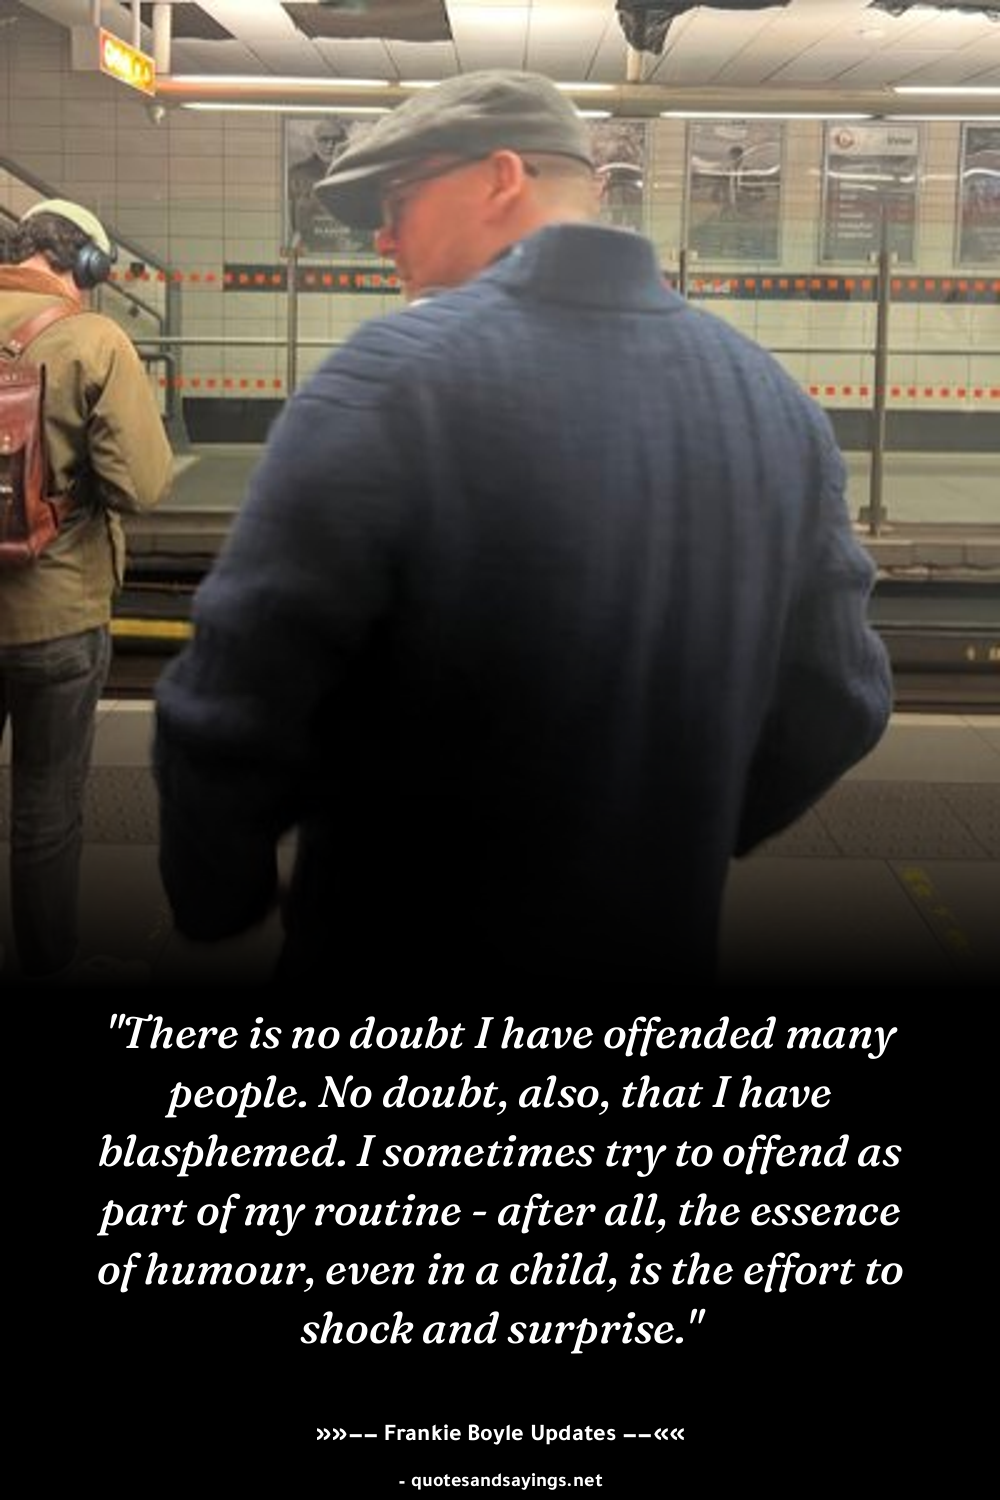 "There is no doubt I have offended many
people. No doubt, also, that I have
blasphemed. I sometimes try to offend as
part of my routine - after all, the essence
of humour, even in a child, is the effort to
shock and surprise."
»»–– Frankie Boyle Updates ––««
- quotesandsayings.net